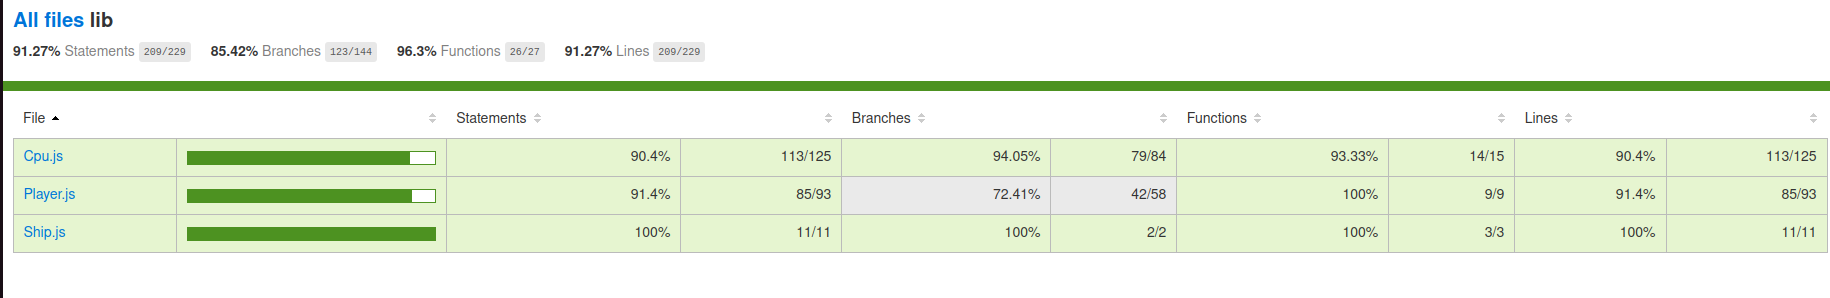 All files lib
91.27% Statements 209/229 85.42% Branches 123/144 96.3% Functions 26/27 91.27% Lines 209/229
File Statements Branches Functions Lines
Cpu.js 90.4% 113/125 94.05% 79/84 93.33% 14/15 90.4% 113/125
Player.js 91.4% 85/93 72.41% 42/58 100% 9/9 91.4% 85/93
Ship.js 100% 11/11 100% 2/2 100% 3/3 100% 11/11